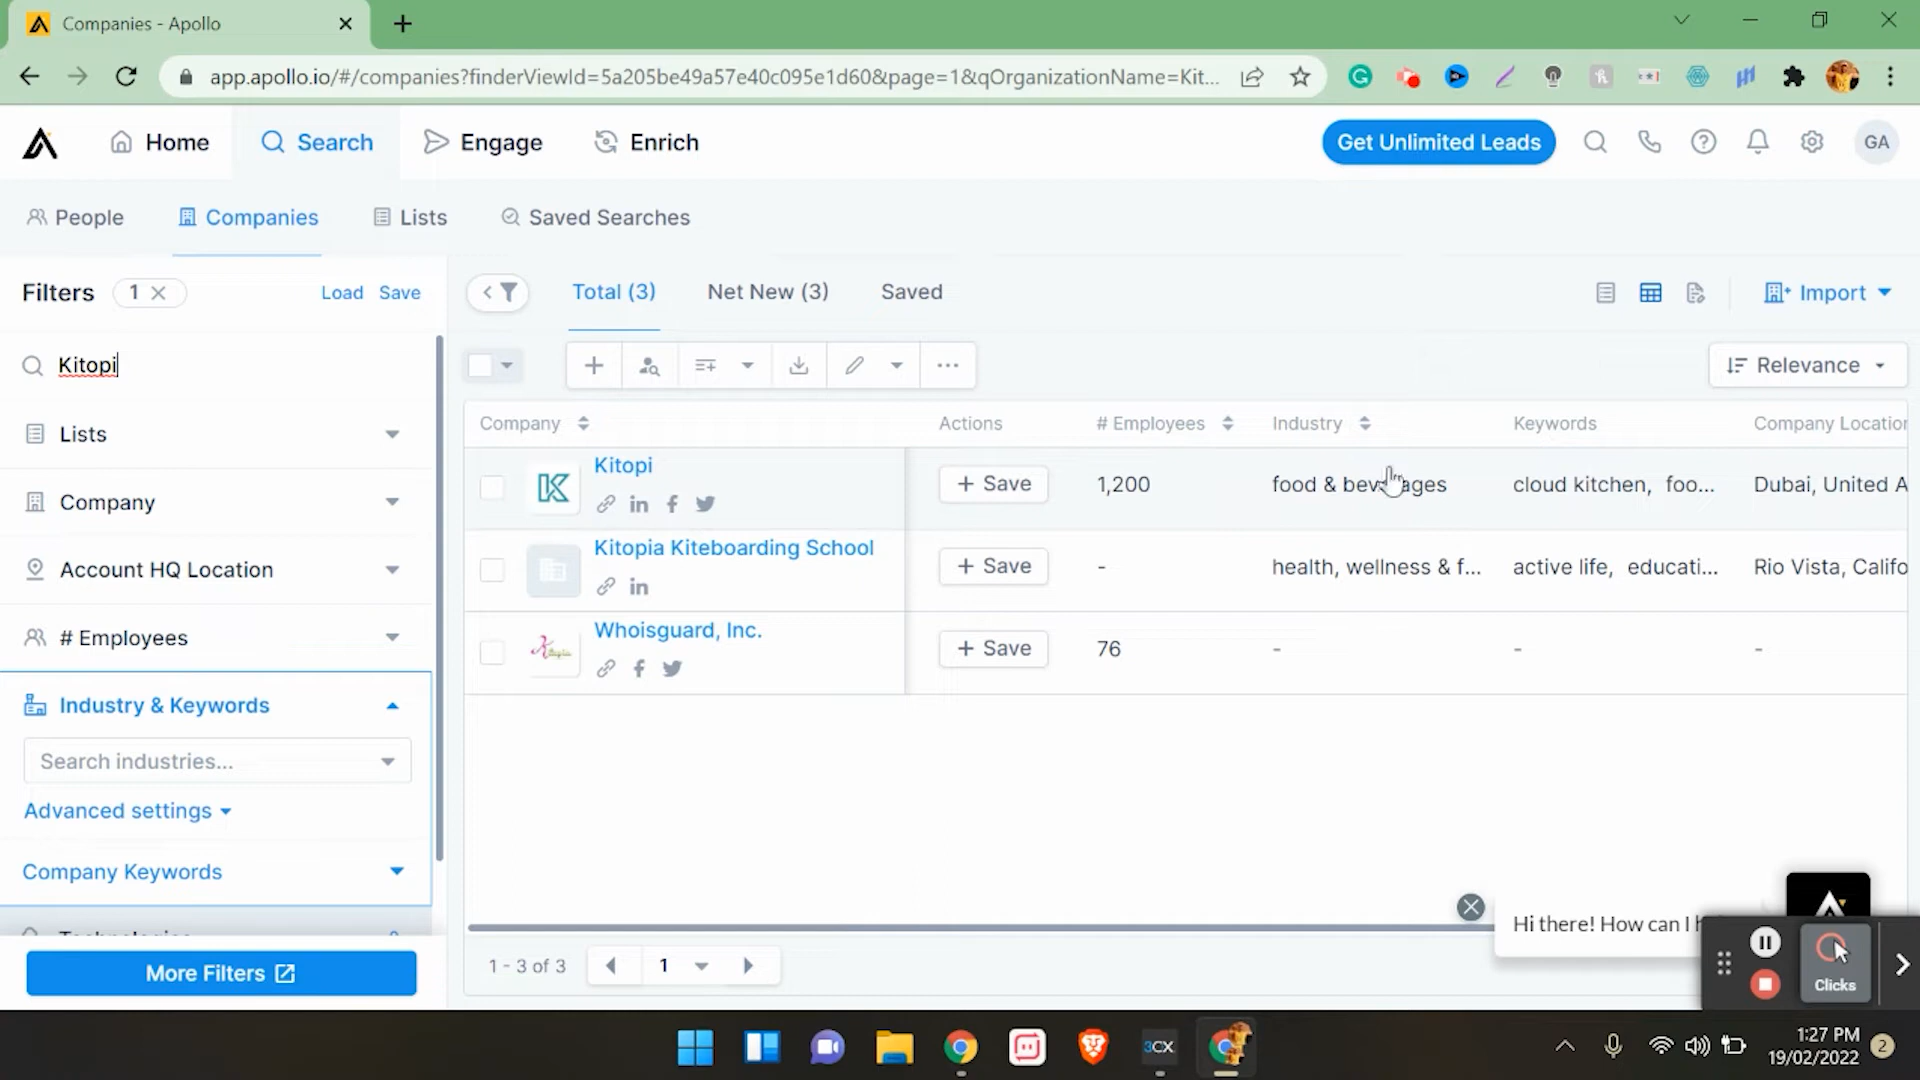 Companies - Apollo
app.apollo.io/#/companies?finderViewId=5a205be49a57e40c095e1d60&page=1&qOrganizationName=Kit...
Home Search Engage Enrich Get Unlimited Leads GA
People Companies Lists Saved Searches
Filters 1 Load Save Total (3) Net New (3) Saved Import
Kitopi Relevance
Lists
Company
Account HQ Location
# Employees
Industry & Keywords
Search industries...
Advanced settings
Company Keywords
More Filters
Company Actions # Employees Industry Keywords Company Location
Kitopi + Save 1,200 food & beverages cloud kitchen, foo... Dubai, United A
Kitopia Kiteboarding School + Save - health, wellness & f... active life, educati... Rio Vista, Califo
Whoisguard, Inc. + Save 76 - - -
1 - 3 of 3 1
Hi there! How can I h
Clicks
3CX
1:27 PM
19/02/2022 2